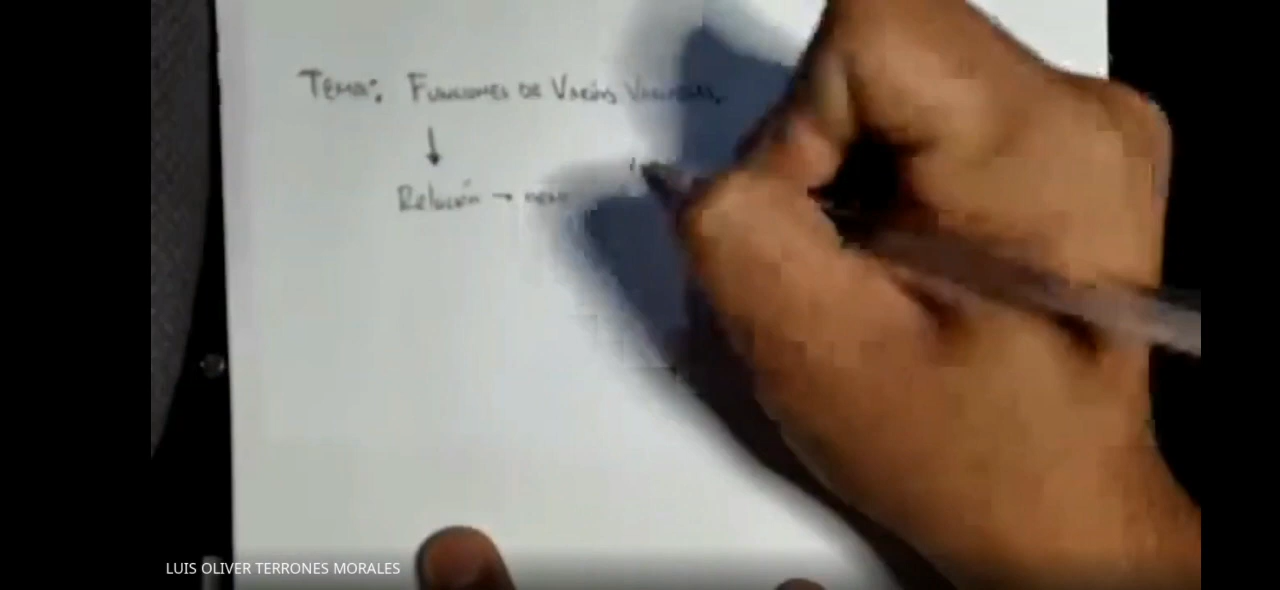 Tema: Funciones de Varias Variables.
Relación →
LUIS OLIVER TERRONES MORALES